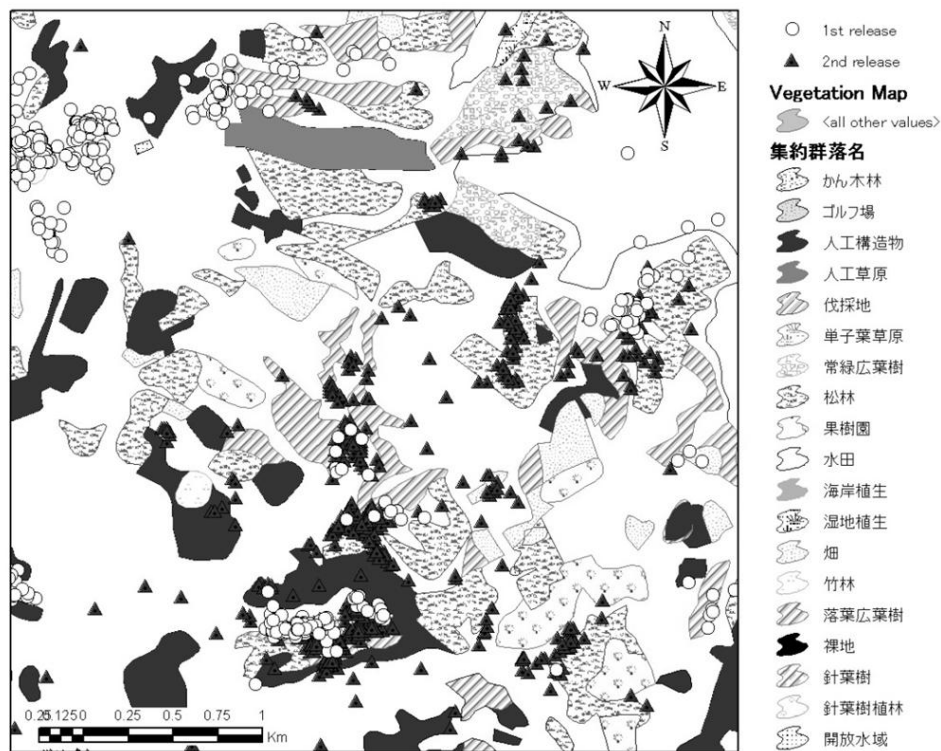 N
W
E
S
0.25 0.125 0 0.25 0.5 0.75 1
Km
1st release
2nd release
Vegetation Map
<all other values>
集約群落名
かん木林
ゴルフ場
人工構造物
人工草原
伐採地
単子葉草原
常緑広葉樹
松林
果樹園
水田
海岸植生
湿地植生
畑
竹林
落葉広葉樹
裸地
針葉樹
針葉樹植林
開放水域